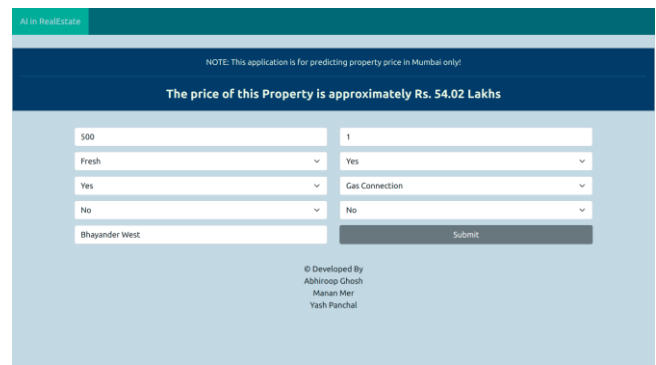 AI in RealEstate
NOTE: This application is for predicting property price in Mumbai only!
The price of this Property is approximately Rs. 54.02 Lakhs
500
1
Fresh
Yes
Yes
Gas Connection
No
No
Bhayander West
Submit
© Developed By
Abhiroop Ghosh
Manan Mer
Yash Panchal